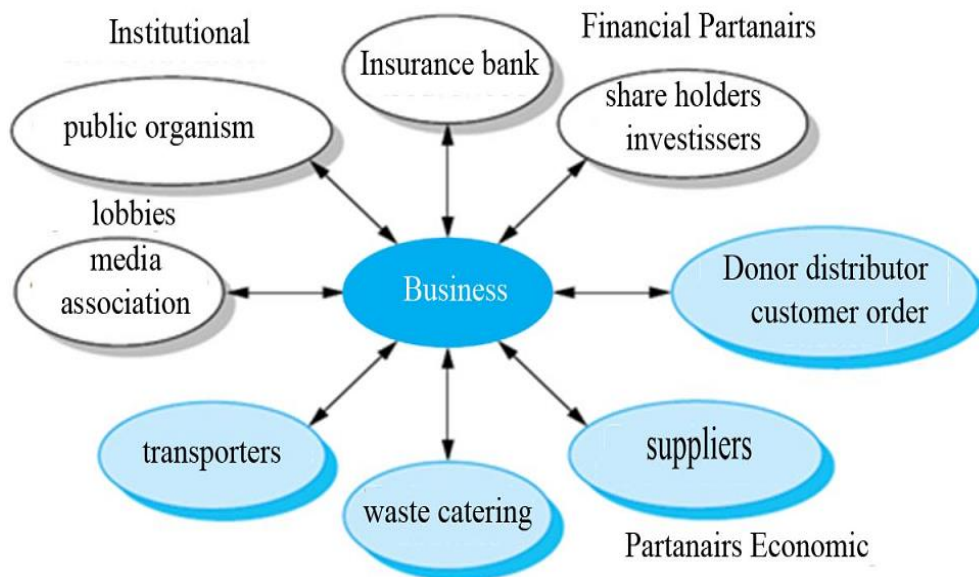 Institutional
Financial Partanairs
Insurance bank
share holders
investissers
public organism
lobbies
media
association
Business
Donor distributor
customer order
transporters
waste catering
suppliers
Partanairs Economic